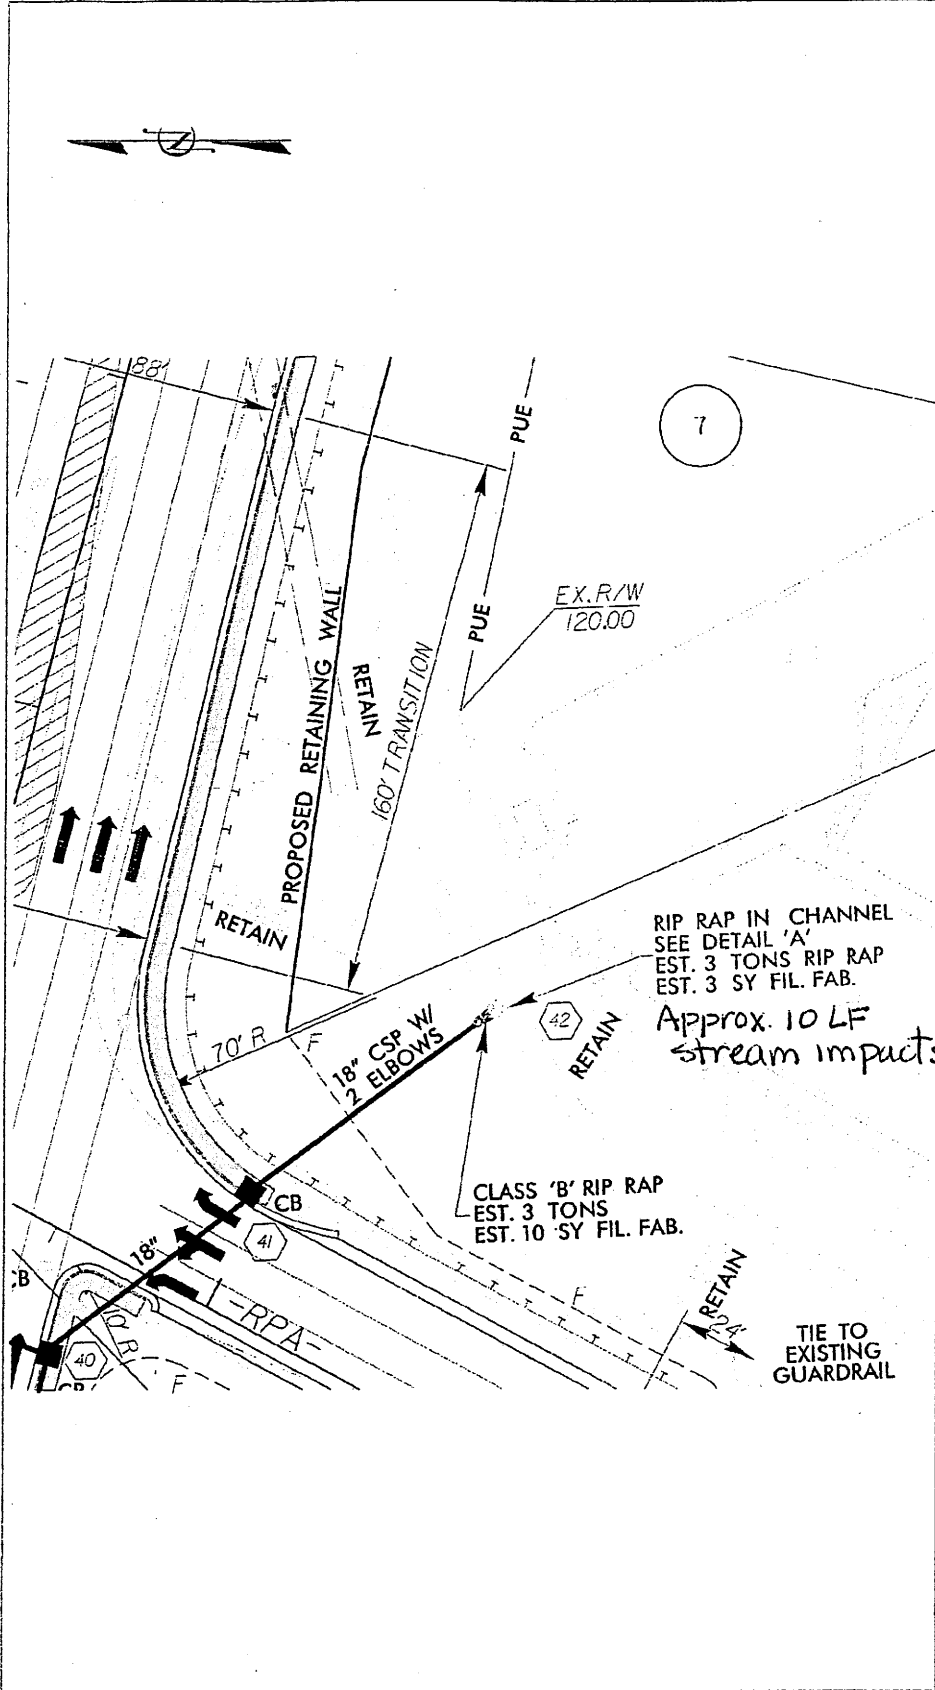 88'
PUE
7
PUE
EX. R/W
120.00
PROPOSED RETAINING WALL
RETAIN
160' TRANSITION
RETAIN
RIP RAP IN CHANNEL
SEE DETAIL 'A'
EST. 3 TONS RIP RAP
EST. 3 SY FIL. FAB.
Approx. 10 LF
stream impacts
42
RETAIN
70' R
F
18" CSP W/
2 ELBOWS
CLASS 'B' RIP RAP
EST. 3 TONS
EST. 10 SY FIL. FAB.
CB
41
18"
CB
-RPA-
10' R
40
F
F
RETAIN
24'
TIE TO
EXISTING
GUARDRAIL